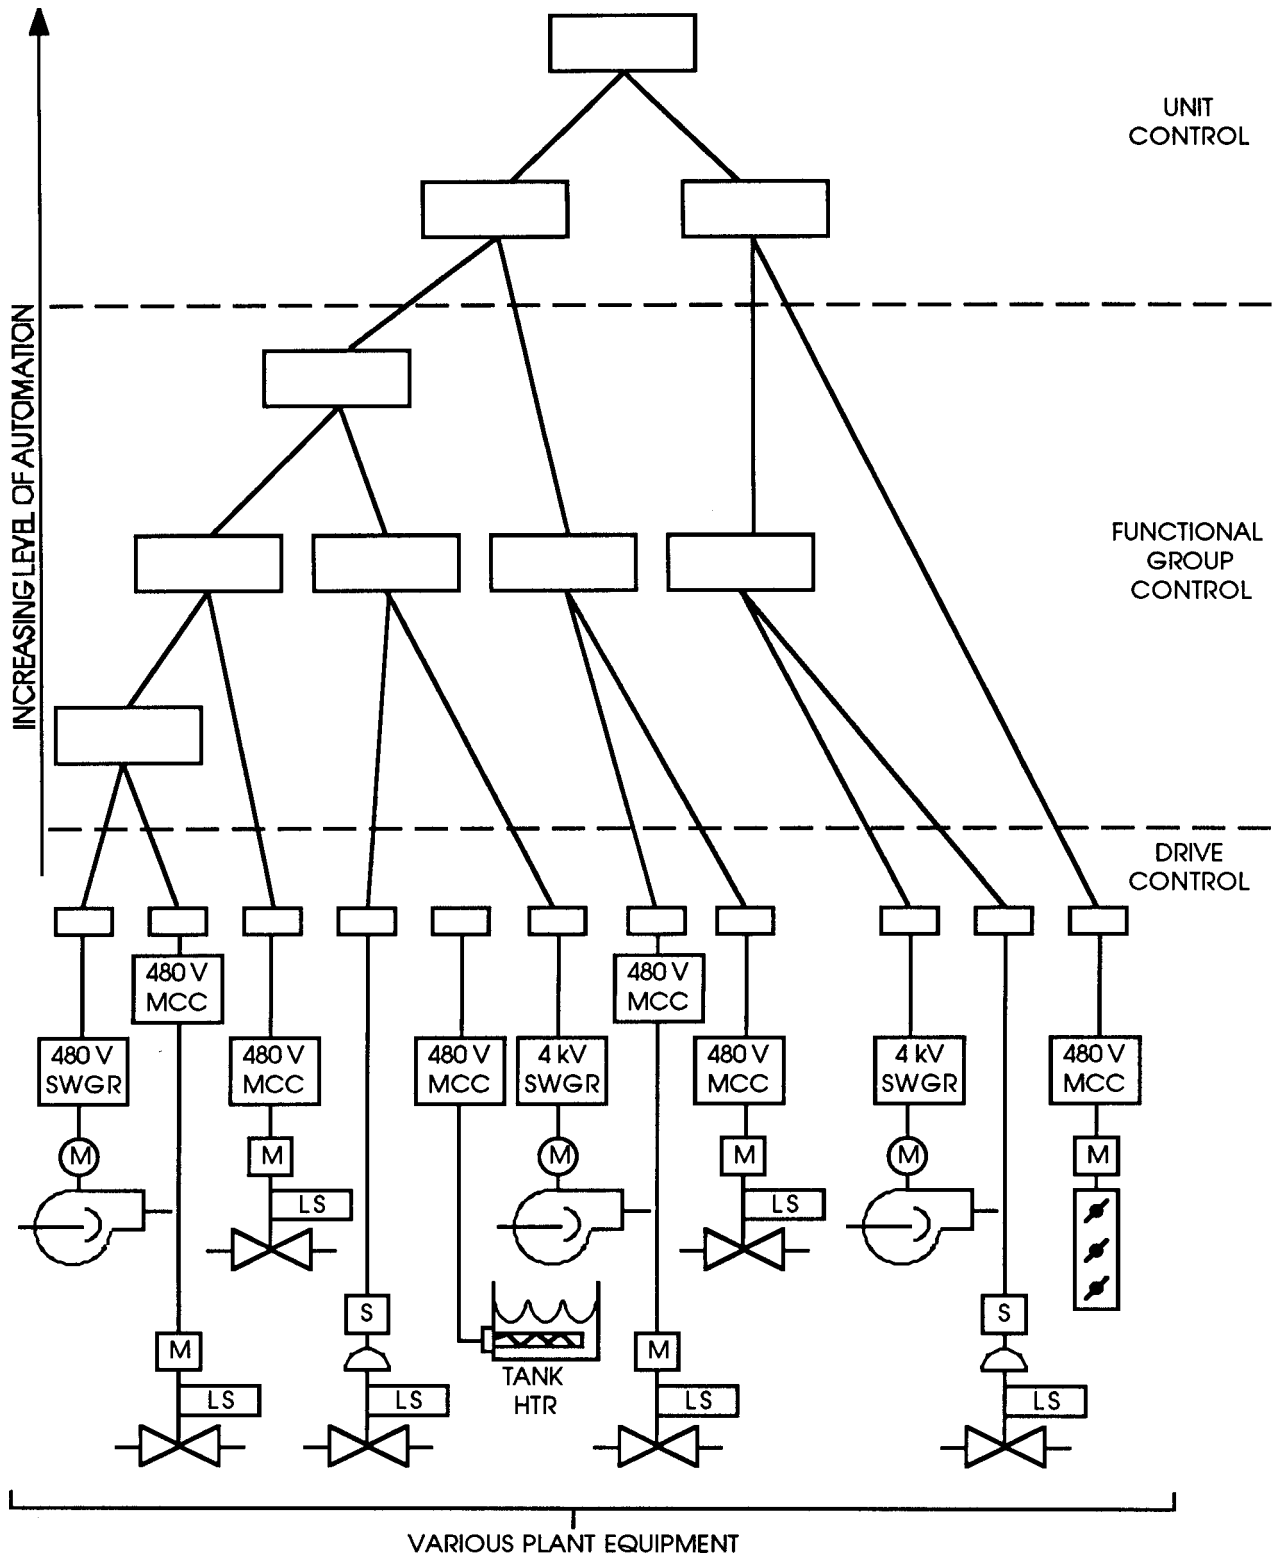 UNIT
CONTROL
INCREASING LEVEL OF AUTOMATION
FUNCTIONAL
GROUP
CONTROL
DRIVE
CONTROL
480 V
MCC
480 V
MCC
480 V
SWGR
480 V
MCC
480 V
MCC
4 kV
SWGR
480 V
MCC
4 kV
SWGR
480 V
MCC
M
M
M
M
M
M
LS
LS
S
S
M
M
TANK
HTR
LS
LS
LS
LS
VARIOUS PLANT EQUIPMENT